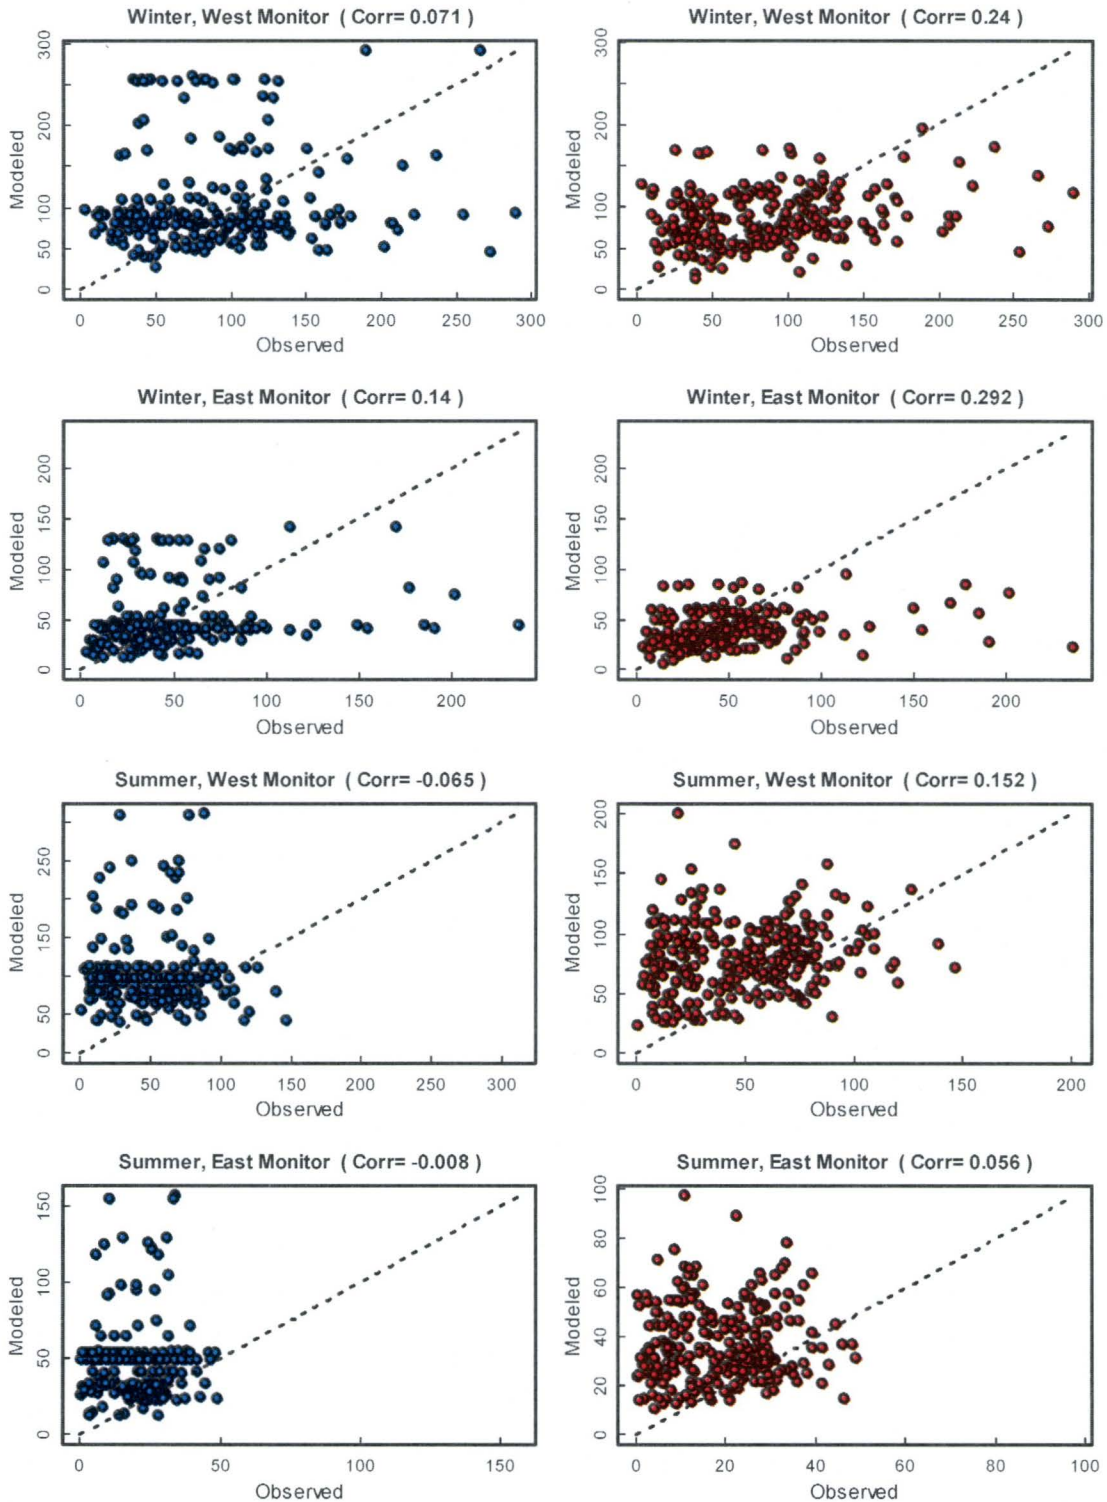 Winter, West Monitor ( Corr= 0.071 )
300
200
100
50
0
Modeled
0 50 100 150 200 250 300
Observed
Winter, West Monitor ( Corr= 0.24 )
300
200
100
50
0
Modeled
0 50 100 150 200 250 300
Observed
Winter, East Monitor ( Corr= 0.14 )
200
150
100
50
0
Modeled
0 50 100 150 200
Observed
Winter, East Monitor ( Corr= 0.292 )
200
150
100
50
0
Modeled
0 50 100 150 200
Observed
Summer, West Monitor ( Corr= -0.065 )
250
150
50
0
Modeled
0 50 100 150 200 250 300
Observed
Summer, West Monitor ( Corr= 0.152 )
200
150
100
50
0
Modeled
0 50 100 150 200
Observed
Summer, East Monitor ( Corr= -0.008 )
150
100
50
0
Modeled
0 50 100 150
Observed
Summer, East Monitor ( Corr= 0.056 )
100
80
60
40
20
0
Modeled
0 20 40 60 80 100
Observed